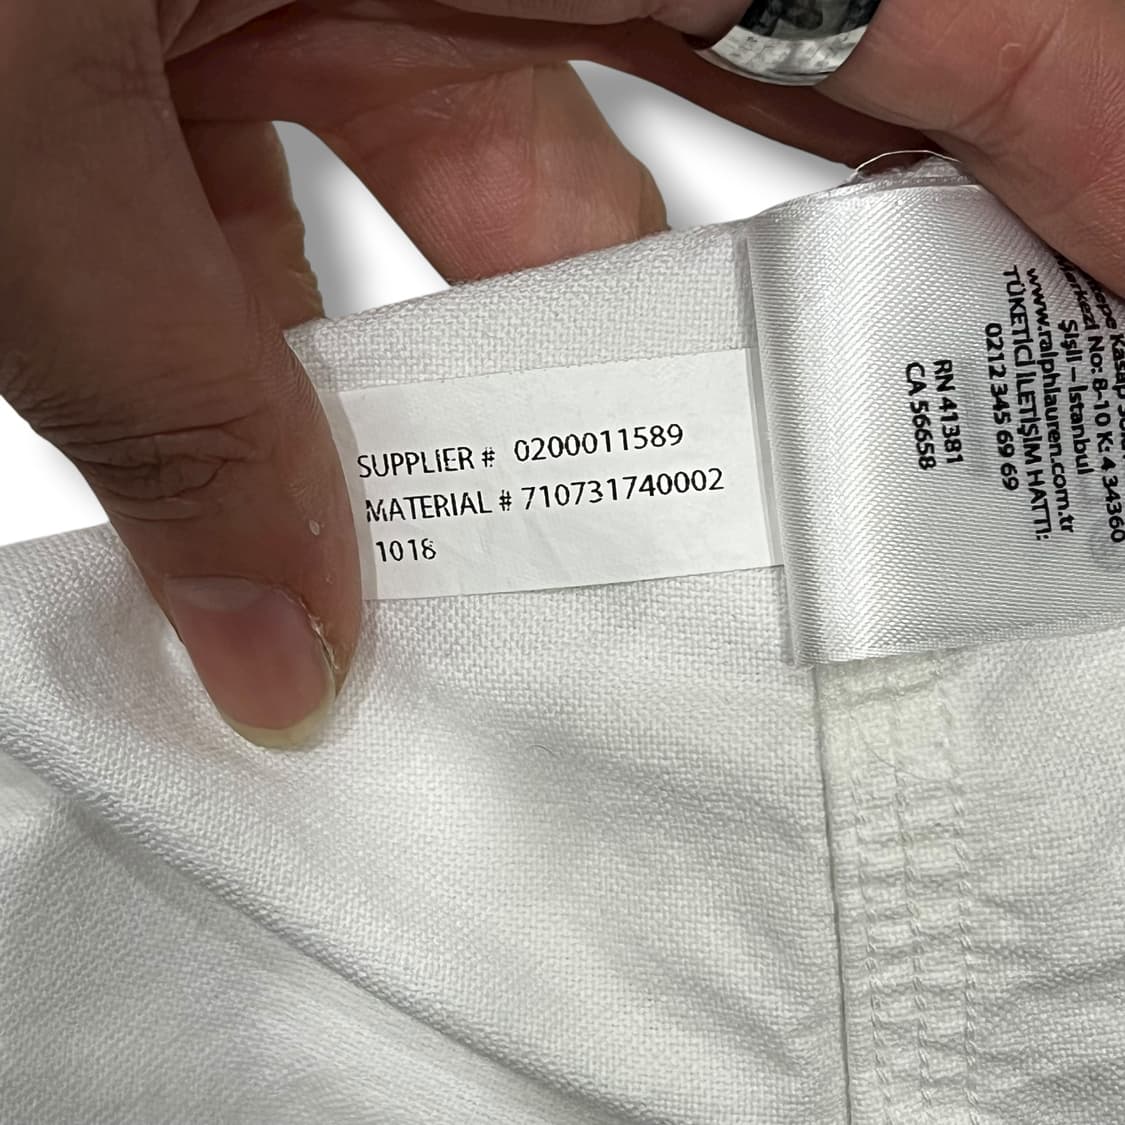 SUPPLIER # 0200011589
MATERIAL # 710731740002
1018
No: 8-10 K: 4 34360
Şişli – İstanbul
www.ralphlauren.com.tr
TÜKETİCİ İLETİŞİM HATTI:
0212 345 69 69
RN 41381
CA 56658